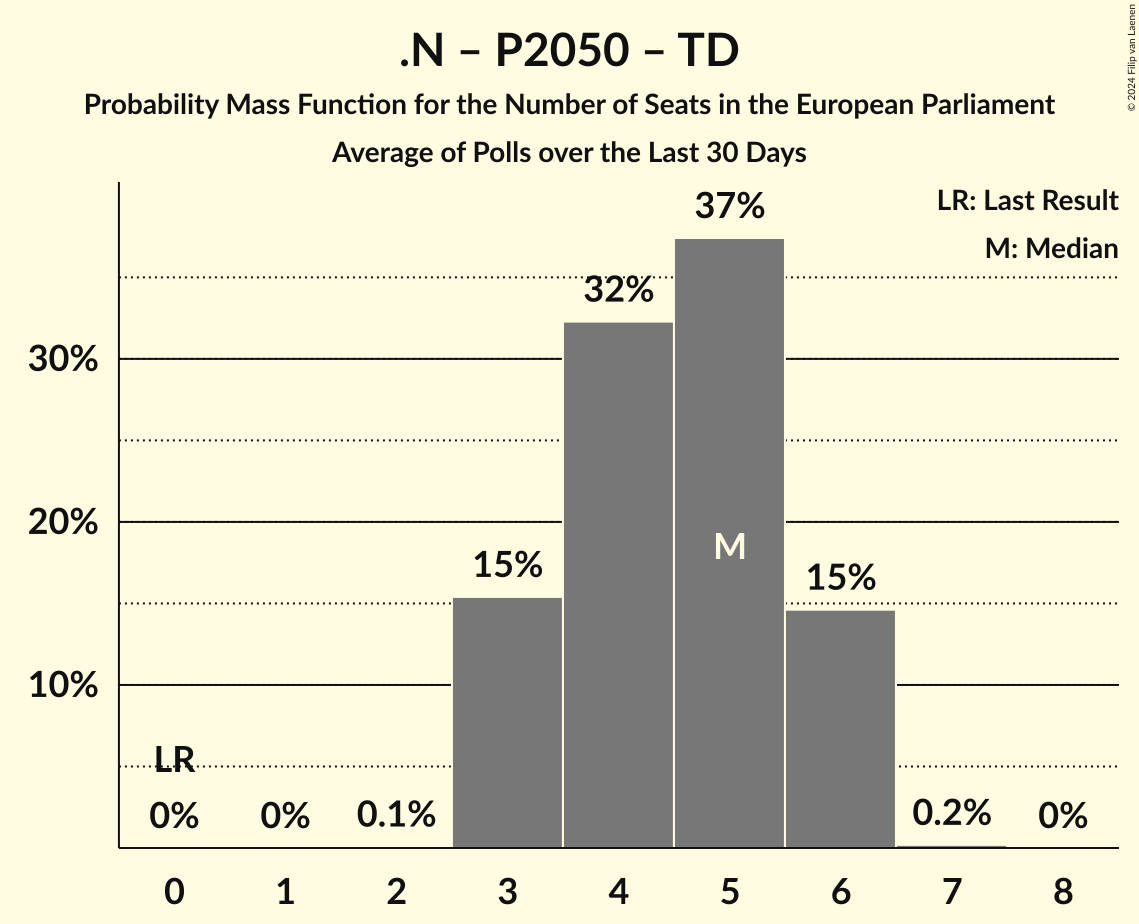 .N – P2050 – TD
Probability Mass Function for the Number of Seats in the European Parliament
Average of Polls over the Last 30 Days
© 2024 Filip van Laenen
LR: Last Result
M: Median
37%
32%
30%
20%
M
15%
15%
10%
LR
0%
0%
0.1%
0.2%
0%
0 1 2 3 4 5 6 7 8